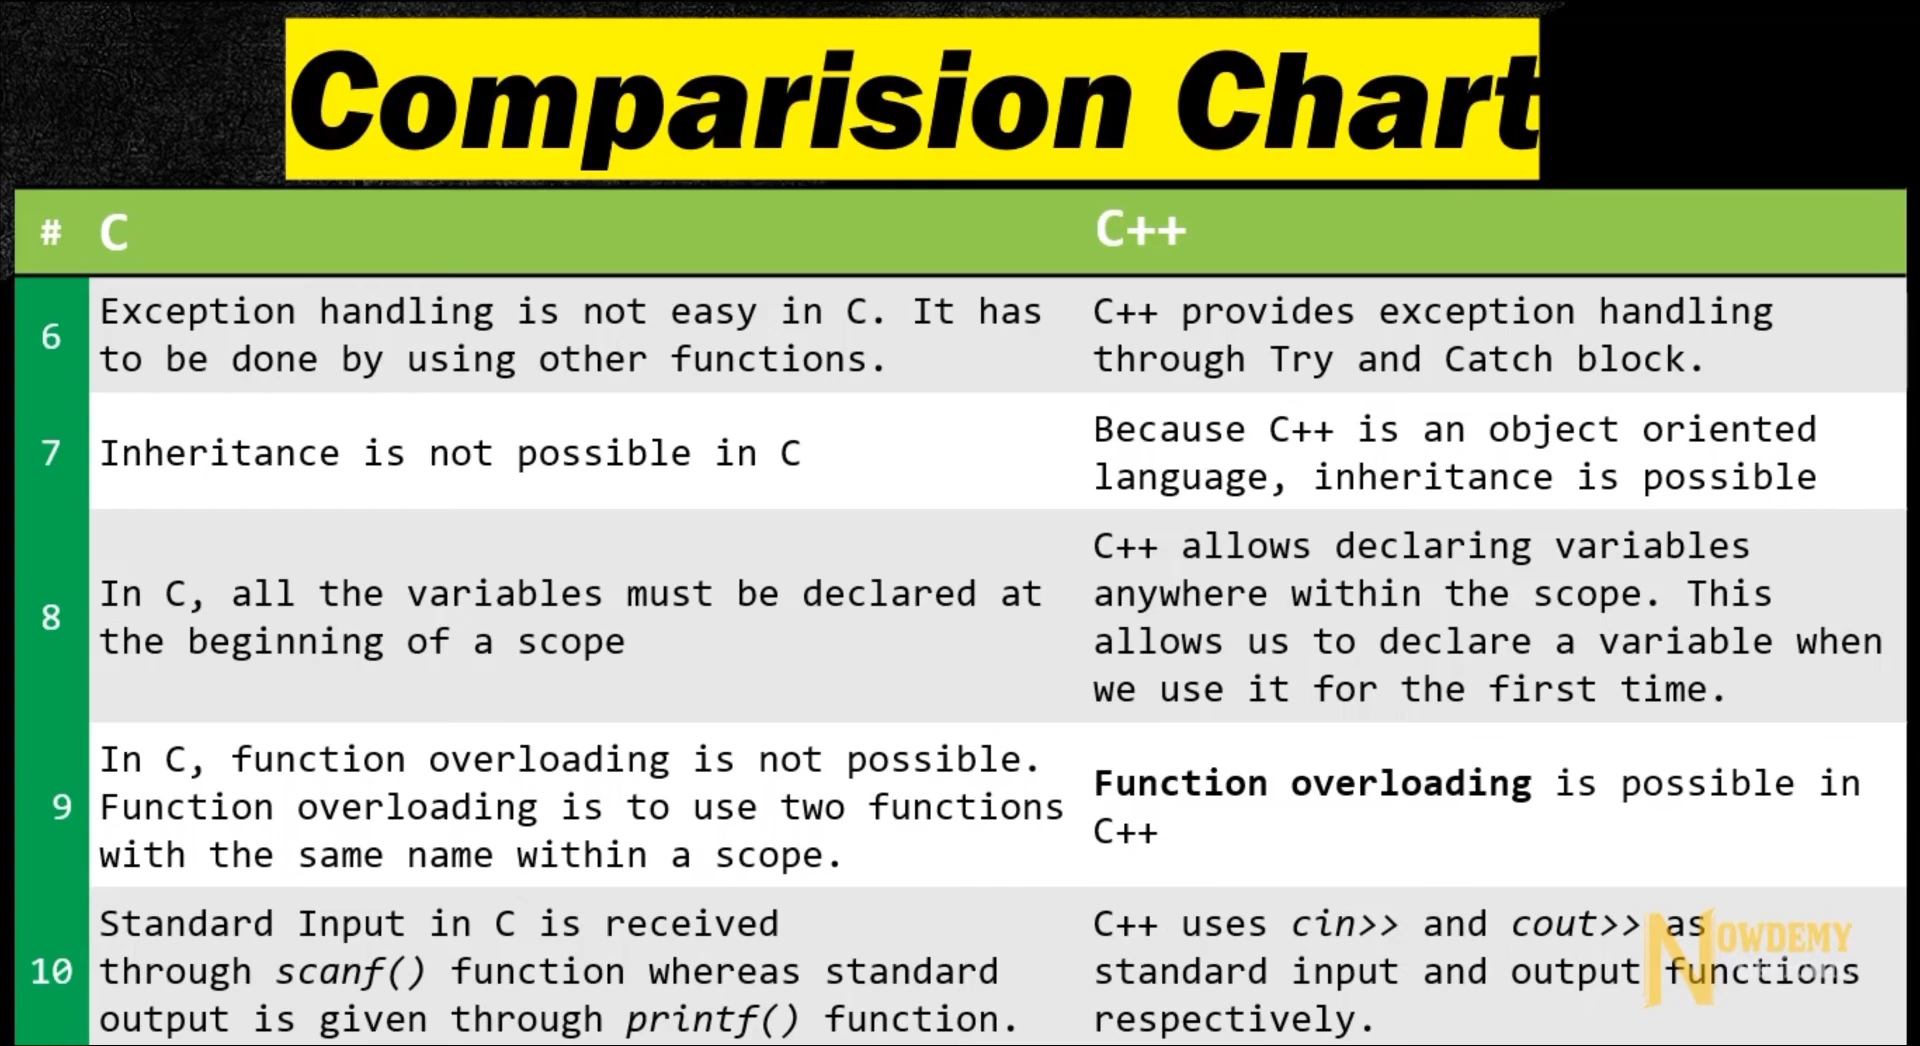 Comparision Chart
# C C++
6 Exception handling is not easy in C. It has
to be done by using other functions.
C++ provides exception handling
through Try and Catch block.
7 Inheritance is not possible in C
Because C++ is an object oriented
language, inheritance is possible
8 In C, all the variables must be declared at
the beginning of a scope
C++ allows declaring variables
anywhere within the scope. This
allows us to declare a variable when
we use it for the first time.
9 In C, function overloading is not possible.
Function overloading is to use two functions
with the same name within a scope.
Function overloading is possible in
C++
10 Standard Input in C is received
through scanf() function whereas standard
output is given through printf() function.
C++ uses cin>> and cout>> as
standard input and output functions
respectively.
NOWDEMY